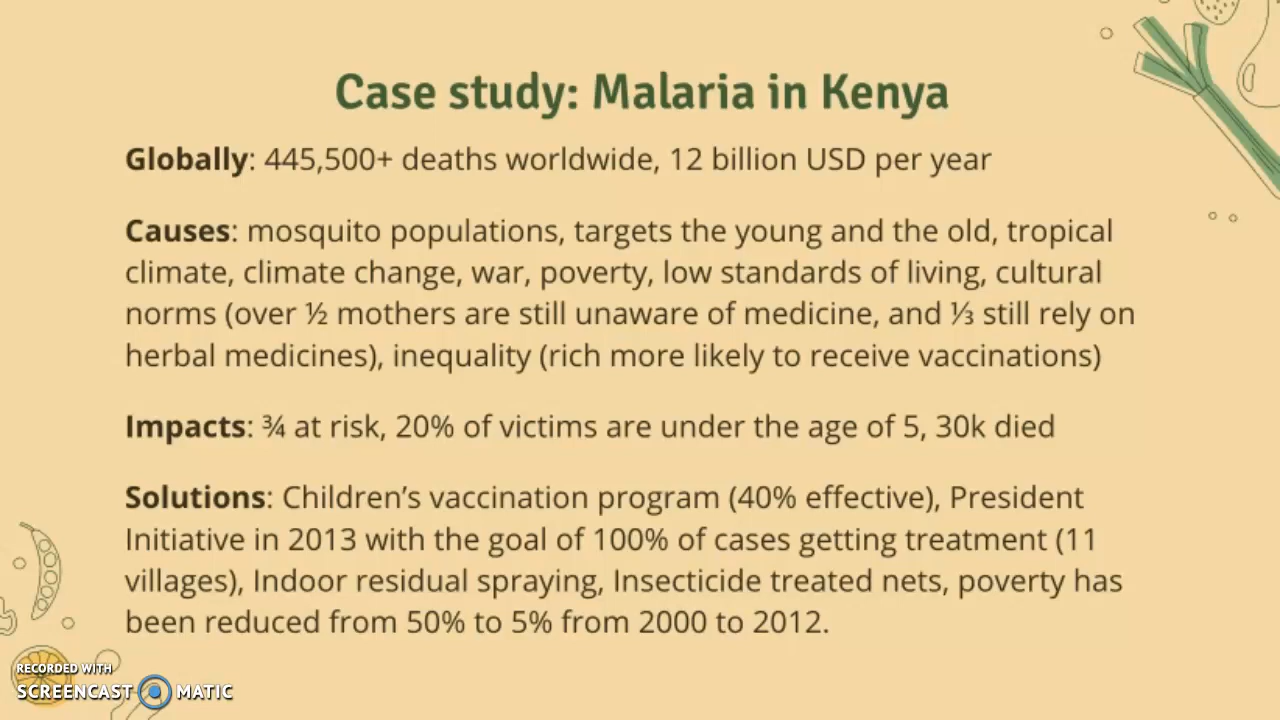 Case study: Malaria in Kenya
Globally: 445,500+ deaths worldwide, 12 billion USD per year
Causes: mosquito populations, targets the young and the old, tropical
climate, climate change, war, poverty, low standards of living, cultural
norms (over ½ mothers are still unaware of medicine, and ⅓ still rely on
herbal medicines), inequality (rich more likely to receive vaccinations)
Impacts: ¾ at risk, 20% of victims are under the age of 5, 30k died
Solutions: Children’s vaccination program (40% effective), President
Initiative in 2013 with the goal of 100% of cases getting treatment (11
villages), Indoor residual spraying, Insecticide treated nets, poverty has
been reduced from 50% to 5% from 2000 to 2012.
RECORDED WITH
SCREENCAST MATIC